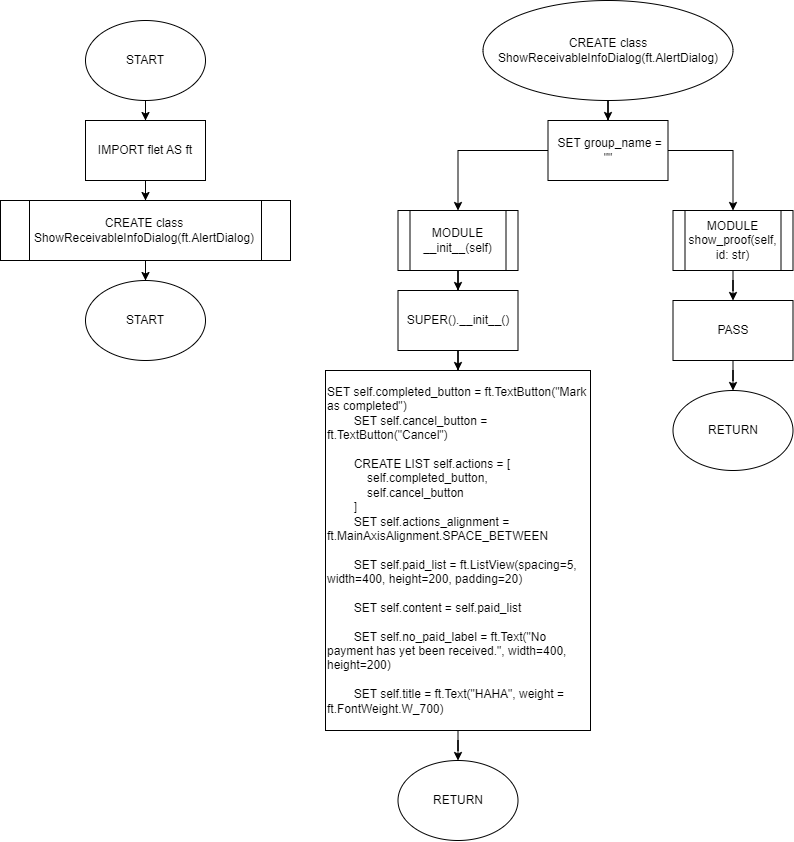 START
IMPORT flet AS ft
CREATE class
ShowReceivableInfoDialog(ft.AlertDialog)
START
CREATE class
ShowReceivableInfoDialog(ft.AlertDialog)
SET group_name =
""
MODULE
__init__(self)
SUPER().__init__()
SET self.completed_button = ft.TextButton("Mark
as completed")
SET self.cancel_button =
ft.TextButton("Cancel")
CREATE LIST self.actions = [
self.completed_button,
self.cancel_button
]
SET self.actions_alignment =
ft.MainAxisAlignment.SPACE_BETWEEN
SET self.paid_list = ft.ListView(spacing=5,
width=400, height=200, padding=20)
SET self.content = self.paid_list
SET self.no_paid_label = ft.Text("No
payment has yet been received.", width=400,
height=200)
SET self.title = ft.Text("HAHA", weight =
ft.FontWeight.W_700)
RETURN
MODULE
show_proof(self,
id: str)
PASS
RETURN